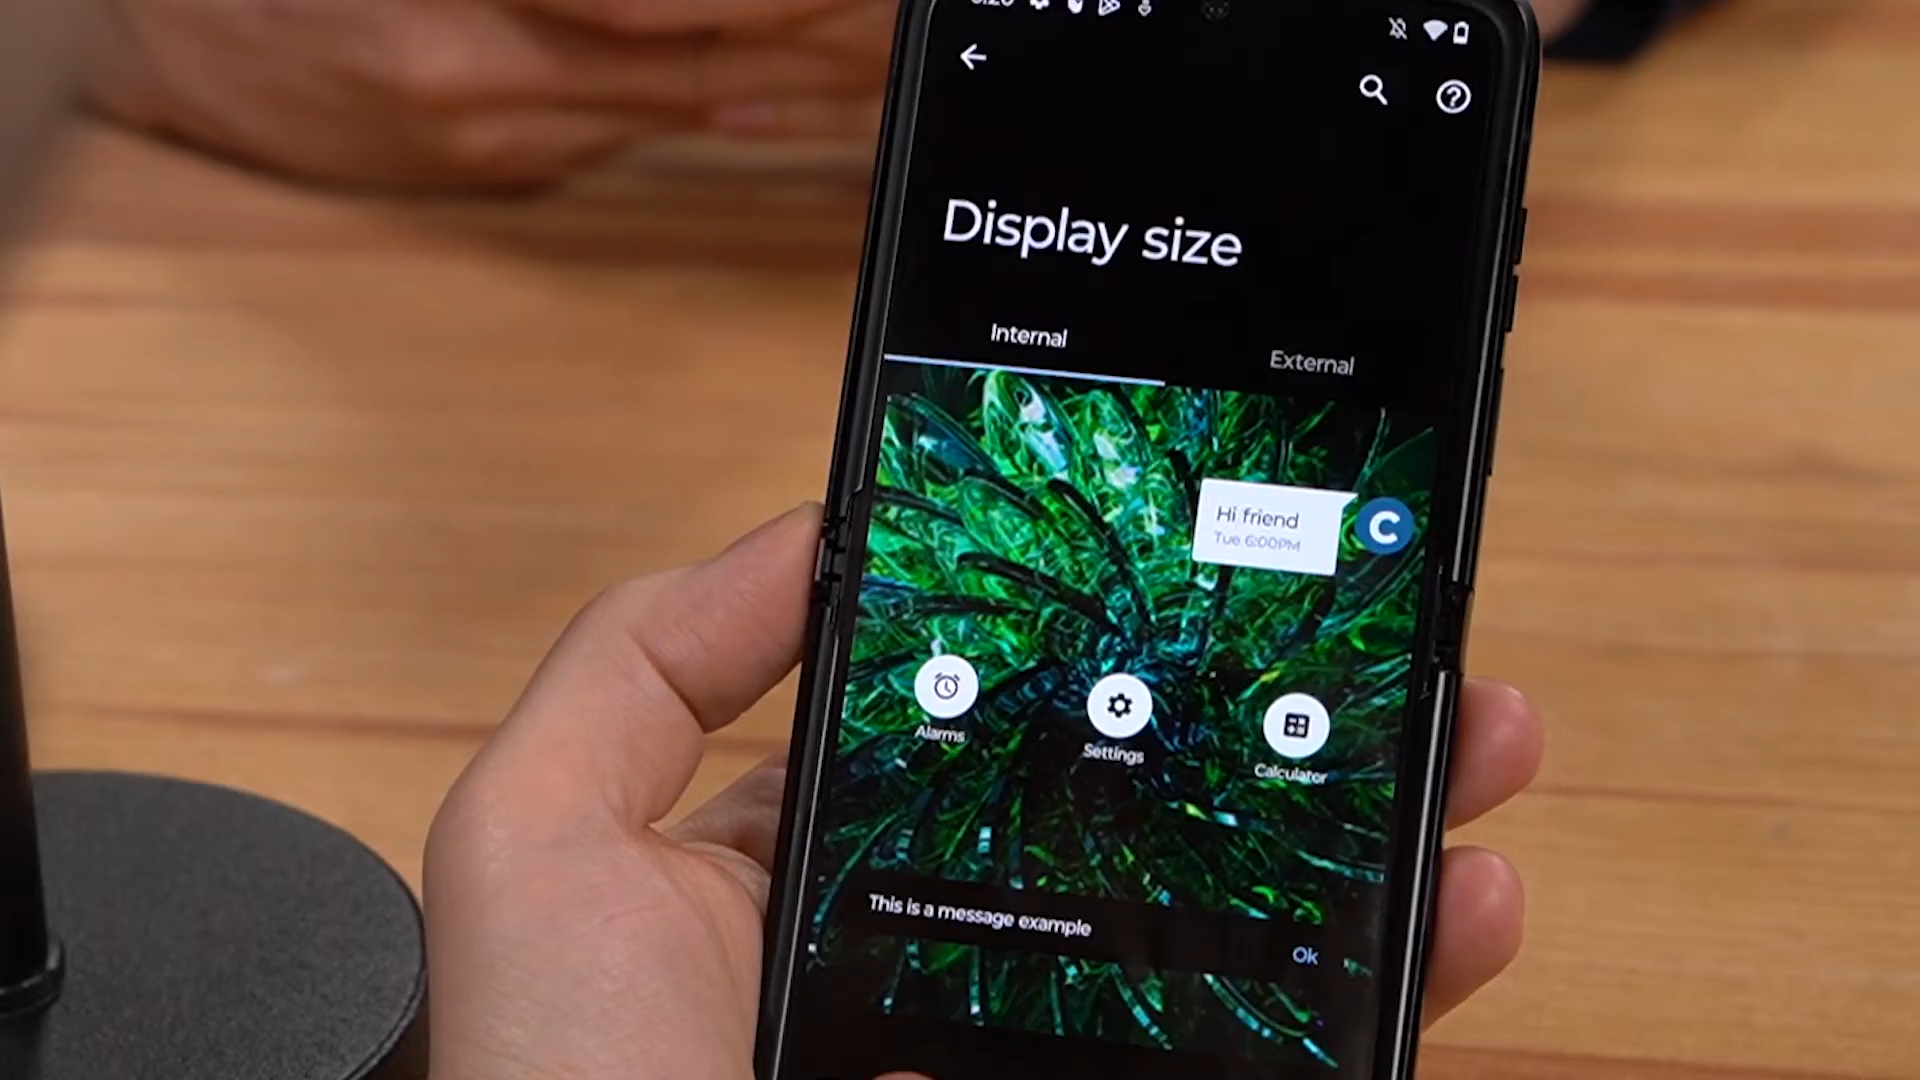 Display size
Internal
External
Hi friend
Tue 6:00PM
C
Alarms
Settings
Calculator
This is a message example
Ok